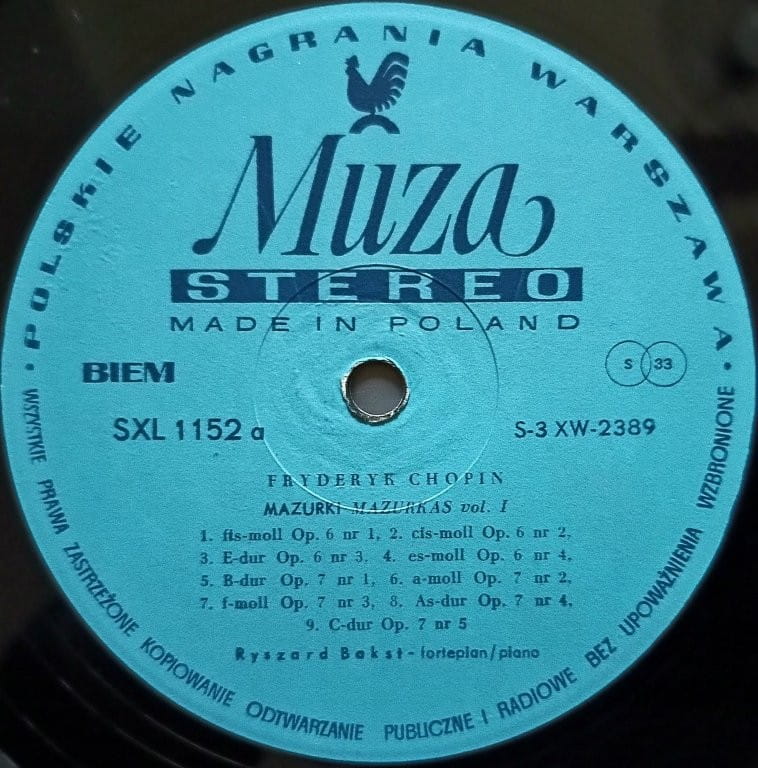 • POLSKIE NAGRANIA WARSZAWA •
Muza
STEREO
MADE IN POLAND
BIEM
S 33
SXL 1152 a
S-3 XW-2389
FRYDERYK CHOPIN
MAZURKI MAZURKAS vol. I
1. fis-moll Op. 6 nr 1, 2. cis-moll Op. 6 nr 2,
3. E-dur Op. 6 nr 3, 4. es-moll Op. 6 nr 4,
5. B-dur Op. 7 nr 1, 6. a-moll Op. 7 nr 2,
7. f-moll Op. 7 nr 3, 8. As-dur Op. 7 nr 4,
9. C-dur Op. 7 nr 5
Ryszard Bakst - fortepian/piano
WSZYSTKIE PRAWA ZASTRZEŻONE KOPIOWANIE ODTWARZANIE PUBLICZNE I RADIOWE BEZ UPOWAŻNIENIA WZBRONIONE